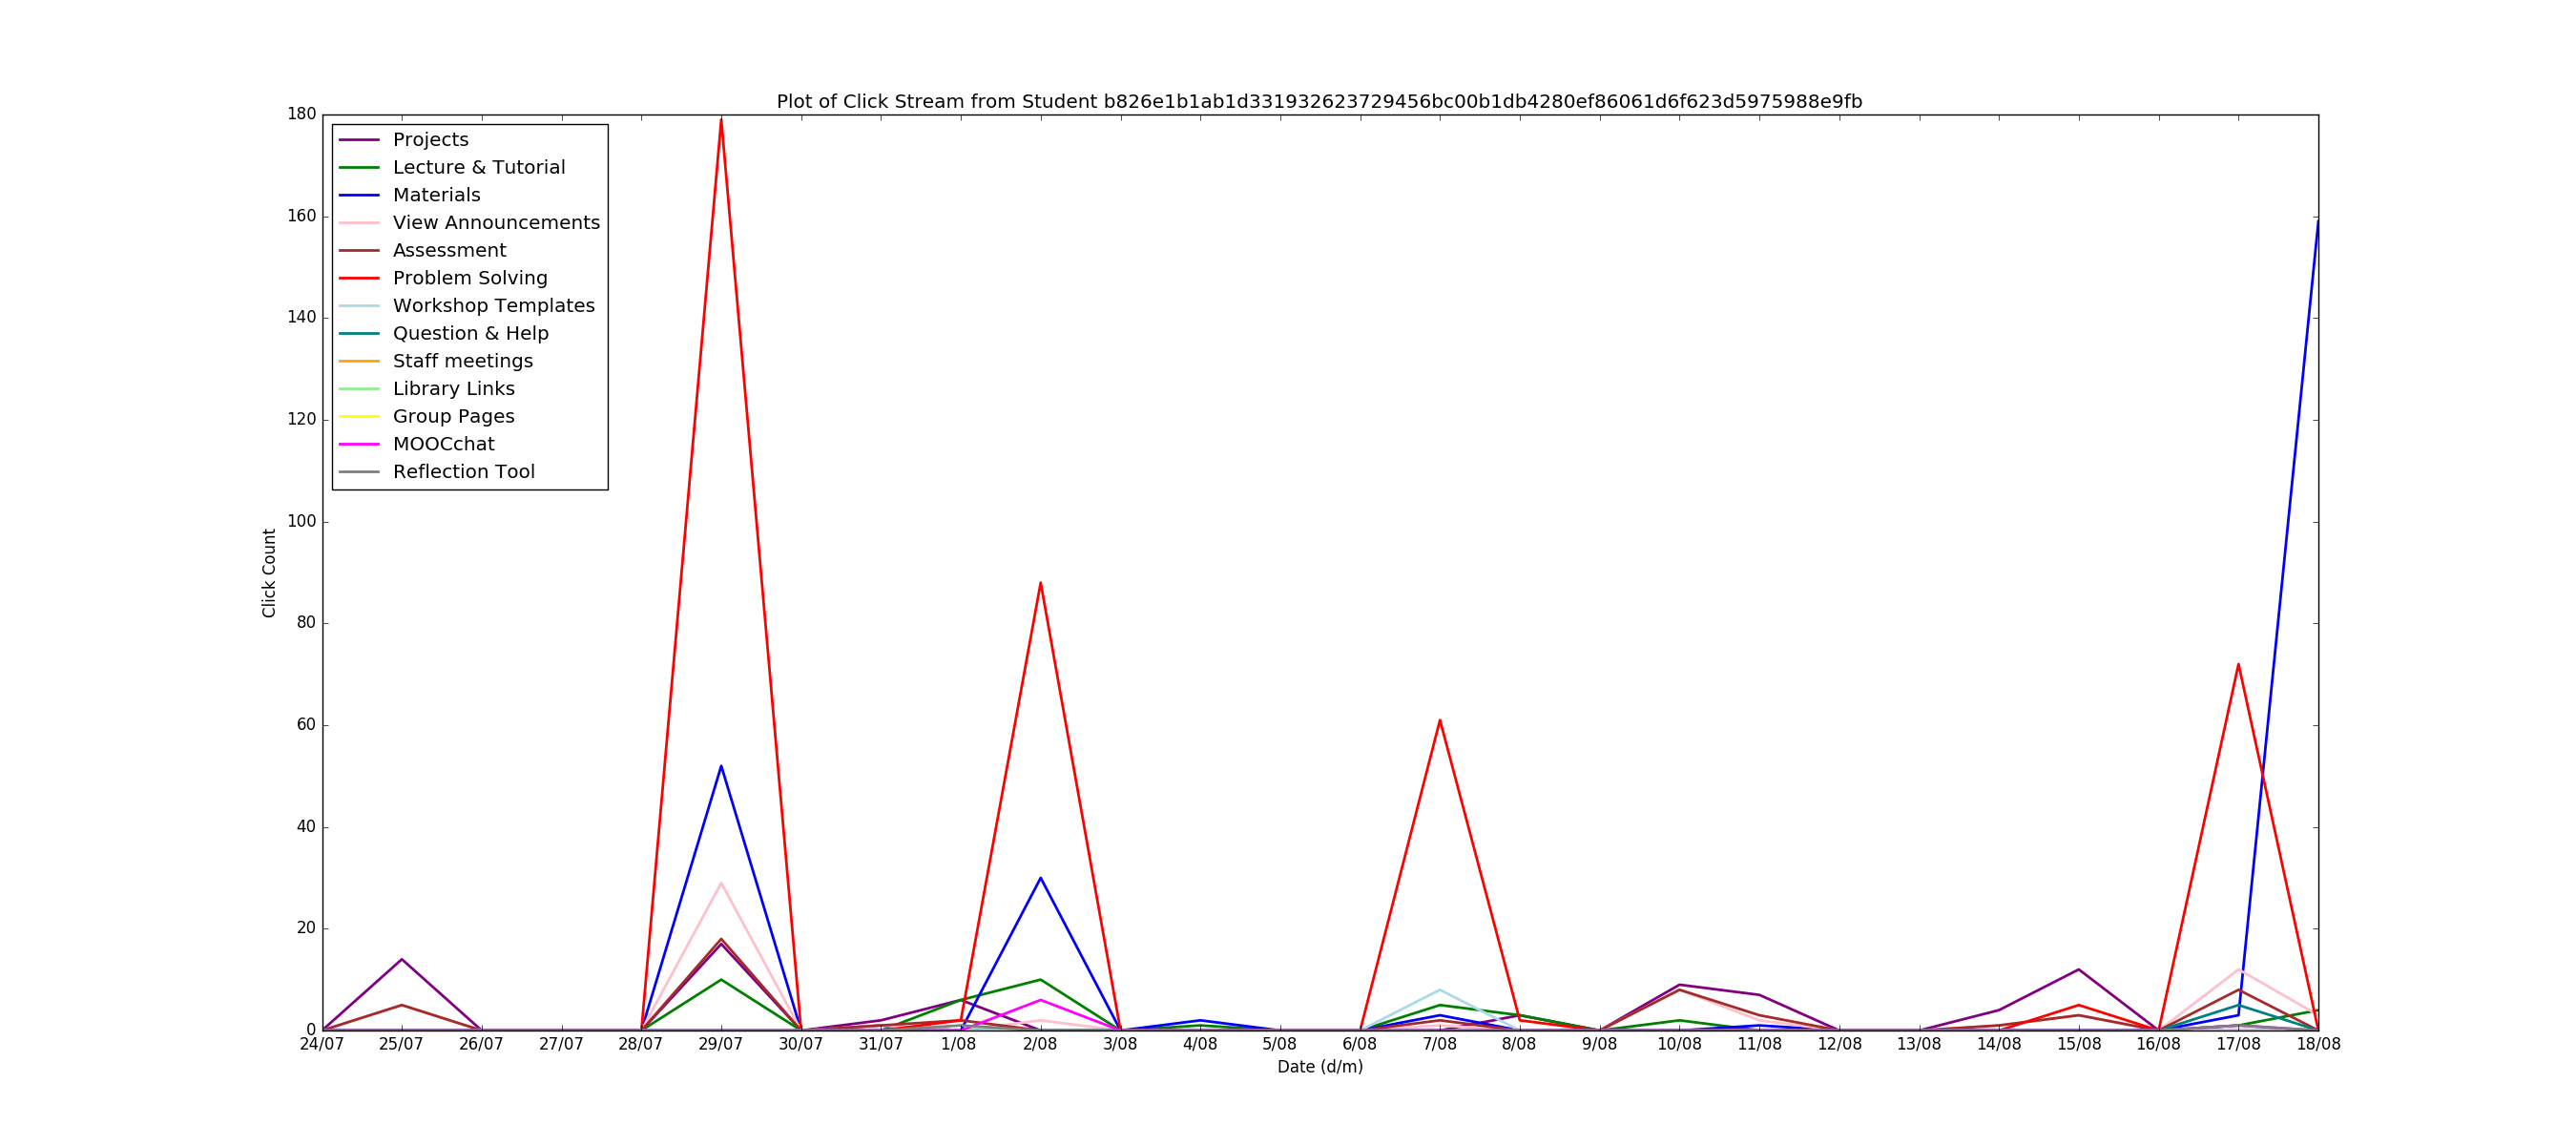 Plot of Click Stream from Student b826e1b1ab1d331932623729456bc00b1db4280ef86061d6f623d5975988e9fb
180
160
140
120
100
80
60
40
20
0
Click Count
Projects
Lecture & Tutorial
Materials
View Announcements
Assessment
Problem Solving
Workshop Templates
Question & Help
Staff meetings
Library Links
Group Pages
MOOCchat
Reflection Tool
24/07 25/07 26/07 27/07 28/07 29/07 30/07 31/07 1/08 2/08 3/08 4/08 5/08 6/08 7/08 8/08 9/08 10/08 11/08 12/08 13/08 14/08 15/08 16/08 17/08 18/08
Date (d/m)